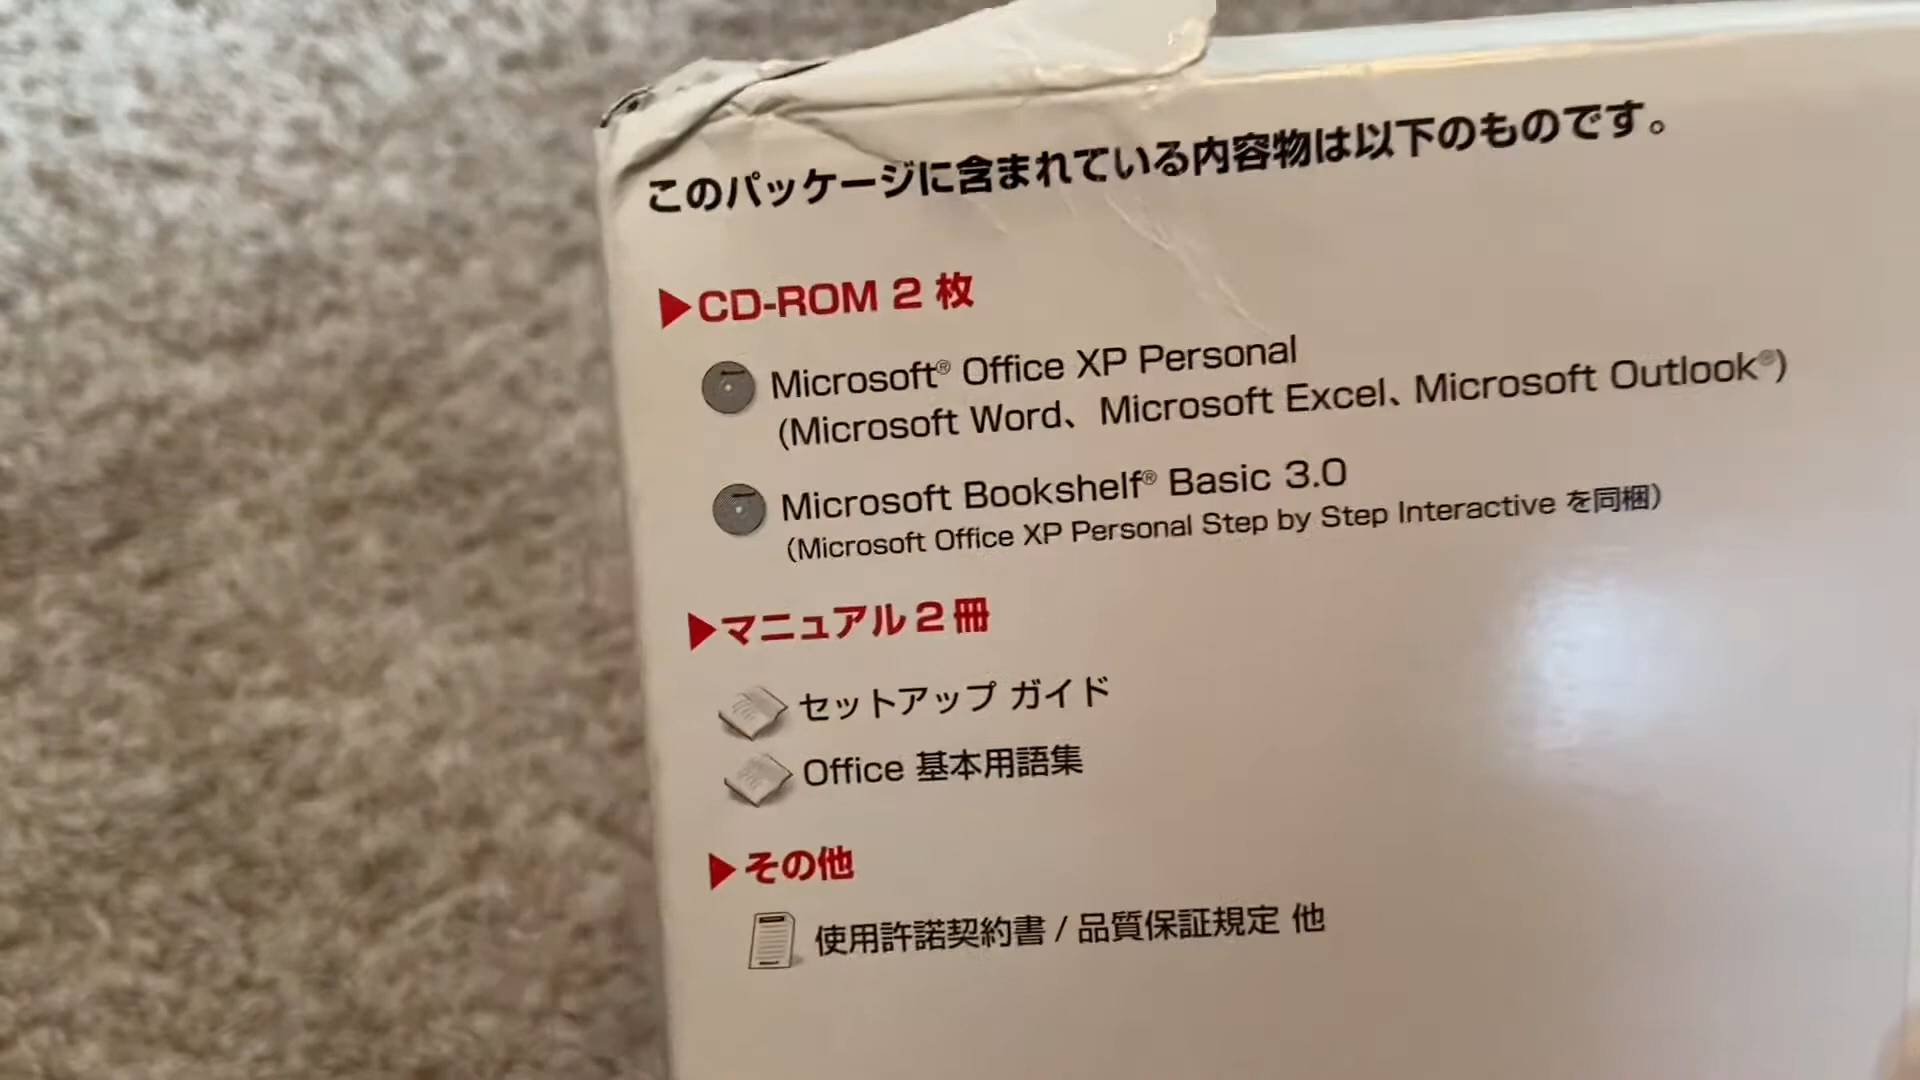 このパッケージに含まれている内容物は以下のものです。
▶CD-ROM 2 枚
Microsoft® Office XP Personal
(Microsoft Word、Microsoft Excel、Microsoft Outlook®)
Microsoft Bookshelf® Basic 3.0
(Microsoft Office XP Personal Step by Step Interactive を同梱)
▶マニュアル 2 冊
セットアップ ガイド
Office 基本用語集
▶その他
使用許諾契約書 / 品質保証規定 他